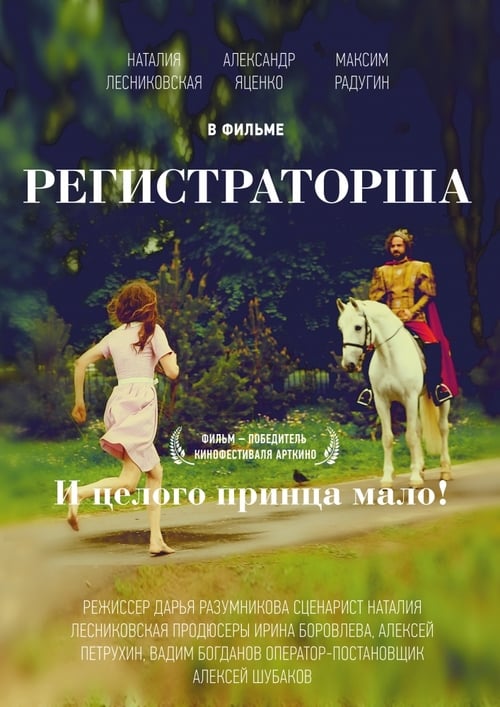 НАТАЛИЯ ЛЕСНИКОВСКАЯ
АЛЕКСАНДР ЯЦЕНКО
МАКСИМ РАДУГИН
В ФИЛЬМЕ
РЕГИСТРАТОРША
ФИЛЬМ – ПОБЕДИТЕЛЬ
КИНОФЕСТИВАЛЯ АРТКИНО
И целого принца мало!
РЕЖИССЕР ДАРЬЯ РАЗУМНИКОВА СЦЕНАРИСТ НАТАЛИЯ
ЛЕСНИКОВСКАЯ ПРОДЮСЕРЫ ИРИНА БОРОВЛЕВА, АЛЕКСЕЙ
ПЕТРУХИН, ВАДИМ БОГДАНОВ ОПЕРАТОР-ПОСТАНОВЩИК
АЛЕКСЕЙ ШУБАКОВ